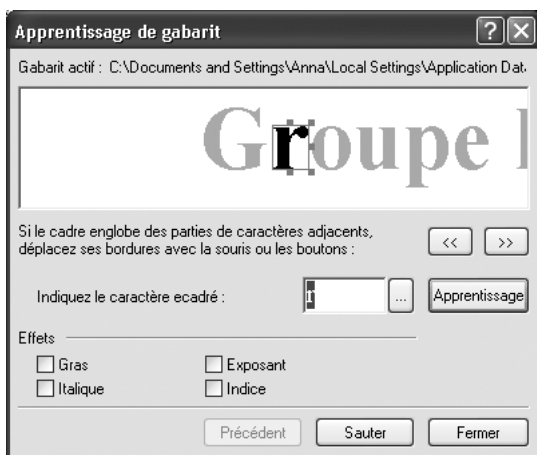 Apprentissage de gabarit
Gabarit actif : C:\Documents and Settings\Anna\Local Settings\Application Dat
Groupe
Si le cadre englobe des parties de caractères adjacents,
déplacez ses bordures avec la souris ou les boutons :
<< >>
Indiquez le caractère ecadré : r ... Apprentissage
Effets
Gras Exposant
Italique Indice
Précédent Sauter Fermer